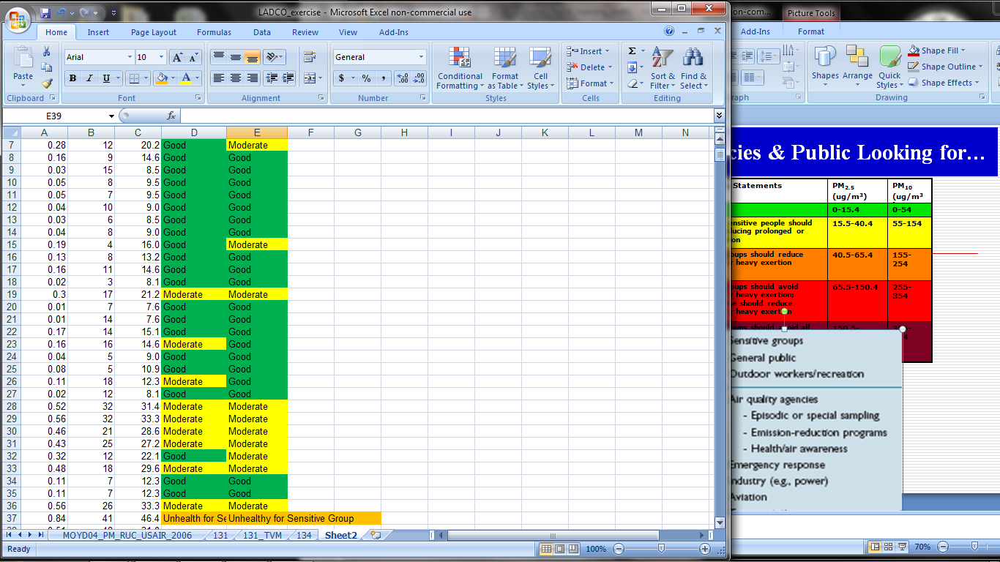 LADCO_exercise - Microsoft Excel non-commercial use
Home Insert Page Layout Formulas Data Review View Add-Ins
Paste
Arial 10 A A
B I U A
General
$ % ,
Conditional Formatting Format as Table Cell Styles
Insert
Delete
Format
Σ
Sort & Filter Find & Select
Clipboard Font Alignment Number Styles Cells Editing
E39 fx
A B C D E F G H I J K L M N
7 0.28 12 20.2 Good Moderate
8 0.16 9 14.6 Good Good
9 0.03 15 8.5 Good Good
10 0.05 8 9.5 Good Good
11 0.05 7 9.5 Good Good
12 0.04 10 9.0 Good Good
13 0.03 6 8.5 Good Good
14 0.04 8 9.0 Good Good
15 0.19 4 16.0 Good Moderate
16 0.13 8 13.2 Good Good
17 0.16 11 14.6 Good Good
18 0.02 3 8.1 Good Good
19 0.3 17 21.2 Moderate Moderate
20 0.01 7 7.6 Good Good
21 0.01 14 7.6 Good Good
22 0.17 14 15.1 Good Good
23 0.16 16 14.6 Moderate Good
24 0.04 5 9.0 Good Good
25 0.08 5 10.9 Good Good
26 0.11 18 12.3 Moderate Good
27 0.02 12 8.1 Good Good
28 0.52 32 31.4 Moderate Moderate
29 0.56 32 33.3 Moderate Moderate
30 0.46 21 28.6 Moderate Moderate
31 0.43 25 27.2 Moderate Moderate
32 0.32 12 22.1 Good Moderate
33 0.48 18 29.6 Moderate Moderate
34 0.11 7 12.3 Good Good
35 0.11 7 12.3 Good Good
36 0.56 26 33.3 Moderate Moderate
37 0.84 41 46.4 Unhealth for Se Unhealthy for Sensitive Group
MOYD04_PM_RUC_USAIR_2006 131 131_TVM 134 Sheet2
Ready 100%
on-com... Picture Tools
Add-Ins Format
Shapes Arrange Quick Styles
Shape Fill
Shape Outline
Shape Effects
raph Drawing
cies & Public Looking for...
Statements PM2.5 (ug/m³) PM10 (ug/m³
0-15.4 0-54
ensitive people should
ucing prolonged or
on
15.5-40.4 55-154
oups should reduce
r heavy exertion
40.5-65.4 155-254
oups should avoid
r heavy exertion;
e should reduce
r heavy exertion
65.5-150.4 255-354
oups should avoid all 150.5-
Sensitive groups
General public
Outdoor workers/recreation
Air quality agencies
- Episodic or special sampling
- Emission-reduction programs
- Health/air awareness
Emergency response
Industry (e.g., power)
Aviation
70%